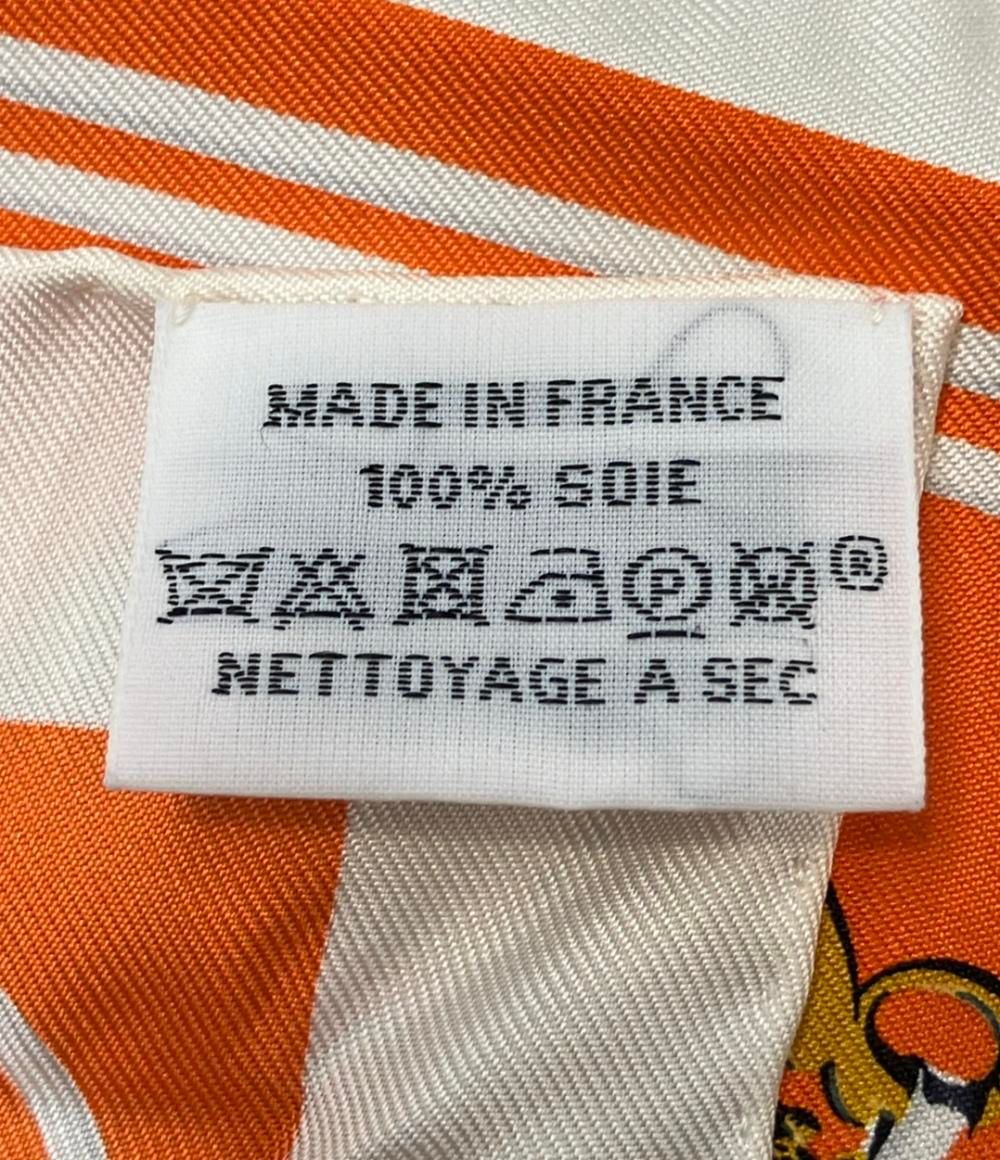 MADE IN FRANCE
100% SOIE
P W ®
NETTOYAGE A SEC